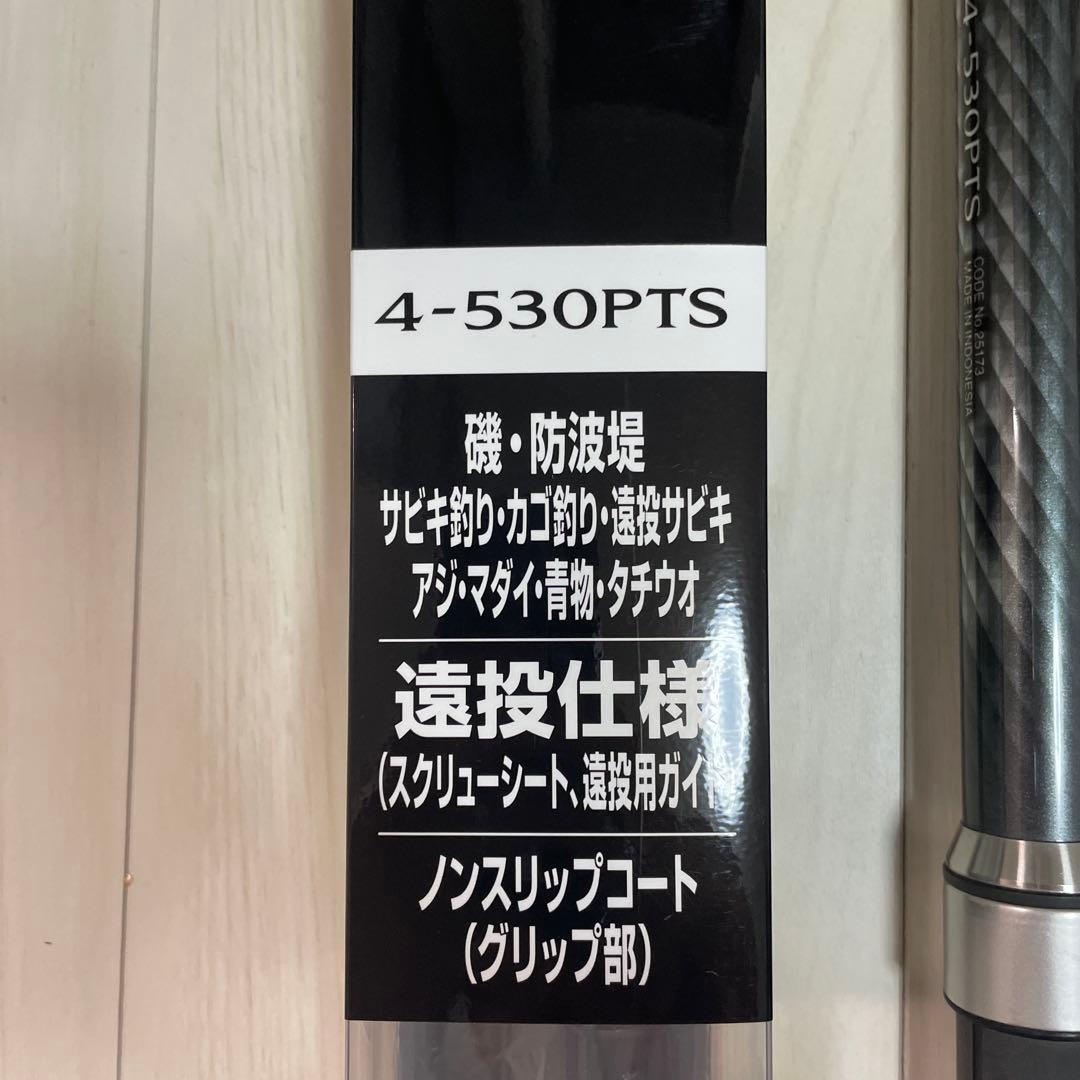 4-530PTS
磯・防波堤
サビキ釣り・カゴ釣り・遠投サビキ
アジ・マダイ・青物・タチウオ
遠投仕様
(スクリューシート、遠投用ガイド)
ノンスリップコート
(グリップ部)
4-530PTS
CODE No 25173
MADE IN INDONESIA